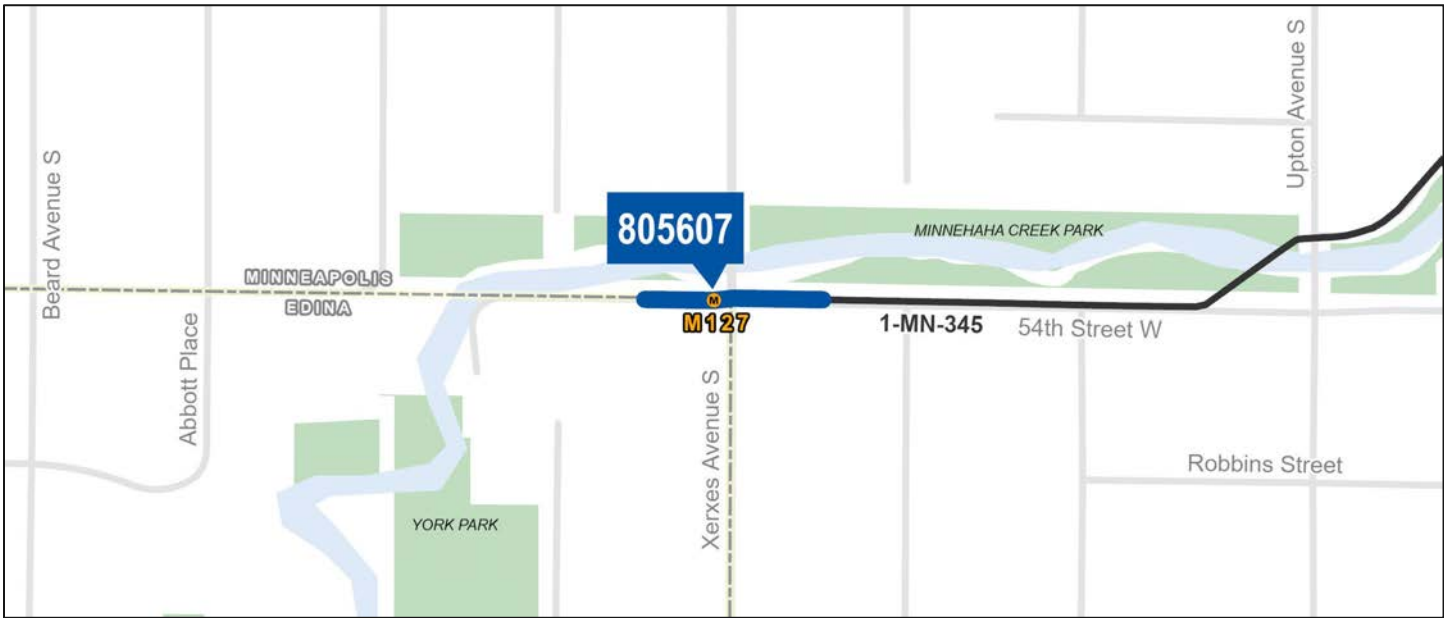 Upton Avenue S
Beard Avenue S
805607
MINNEHAHA CREEK PARK
MINNEAPOLIS
EDINA
M
M127
1-MN-345
54th Street W
Abbott Place
Xerxes Avenue S
Robbins Street
YORK PARK